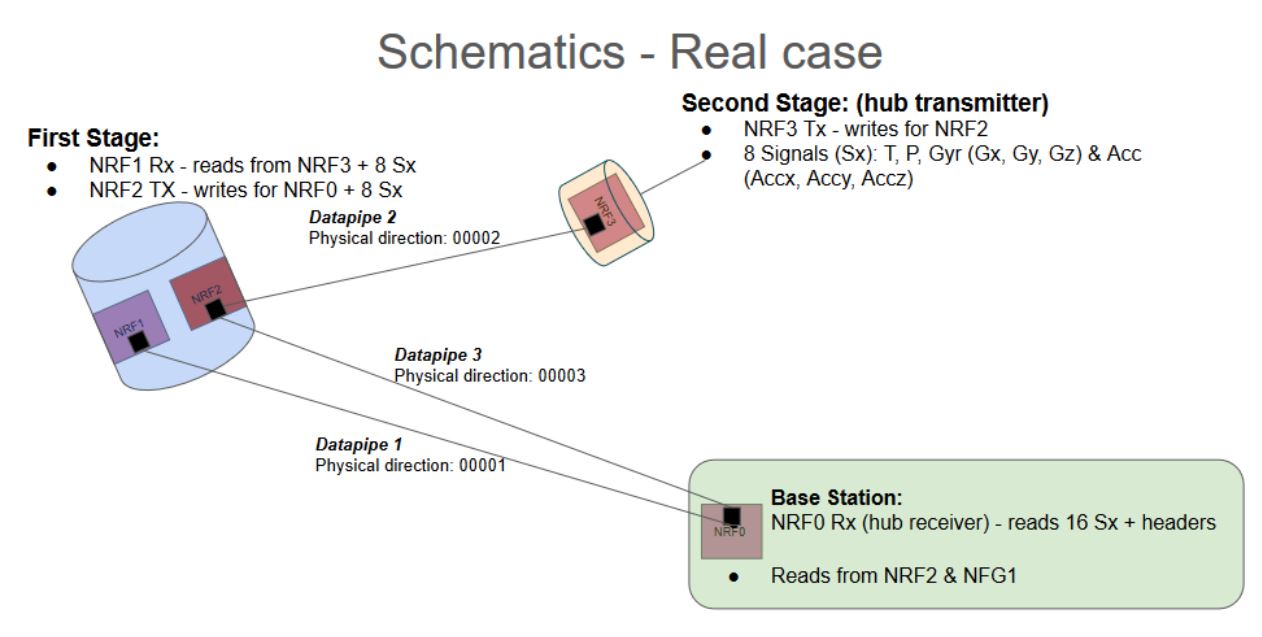 Schematics - Real case
Second Stage: (hub transmitter)
● NRF3 Tx - writes for NRF2
● 8 Signals (Sx): T, P, Gyr (Gx, Gy, Gz) & Acc
(Accx, Accy, Accz)
First Stage:
● NRF1 Rx - reads from NRF3 + 8 Sx
● NRF2 TX - writes for NRF0 + 8 Sx
Datapipe 2
Physical direction: 00002
NRF3
NRF2
NRF1
Datapipe 3
Physical direction: 00003
Datapipe 1
Physical direction: 00001
Base Station:
NRF0 Rx (hub receiver) - reads 16 Sx + headers
NRF0
● Reads from NRF2 & NFG1